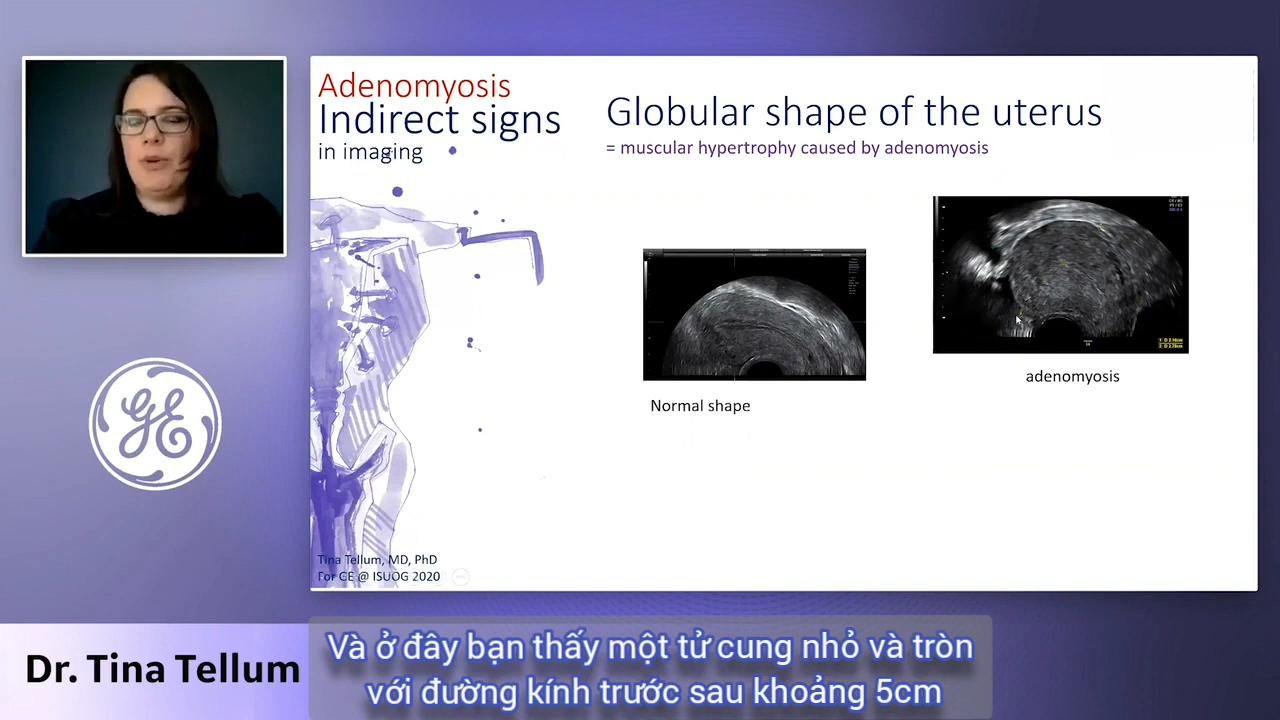 Adenomyosis
Indirect signs
in imaging
Globular shape of the uterus
= muscular hypertrophy caused by adenomyosis
Normal shape
adenomyosis
Tina Tellum, MD, PhD
For GE @ ISUOG 2020
GE
Dr. Tina Tellum
Và ở đây bạn thấy một tử cung nhỏ và tròn
với đường kính trước sau khoảng 5cm